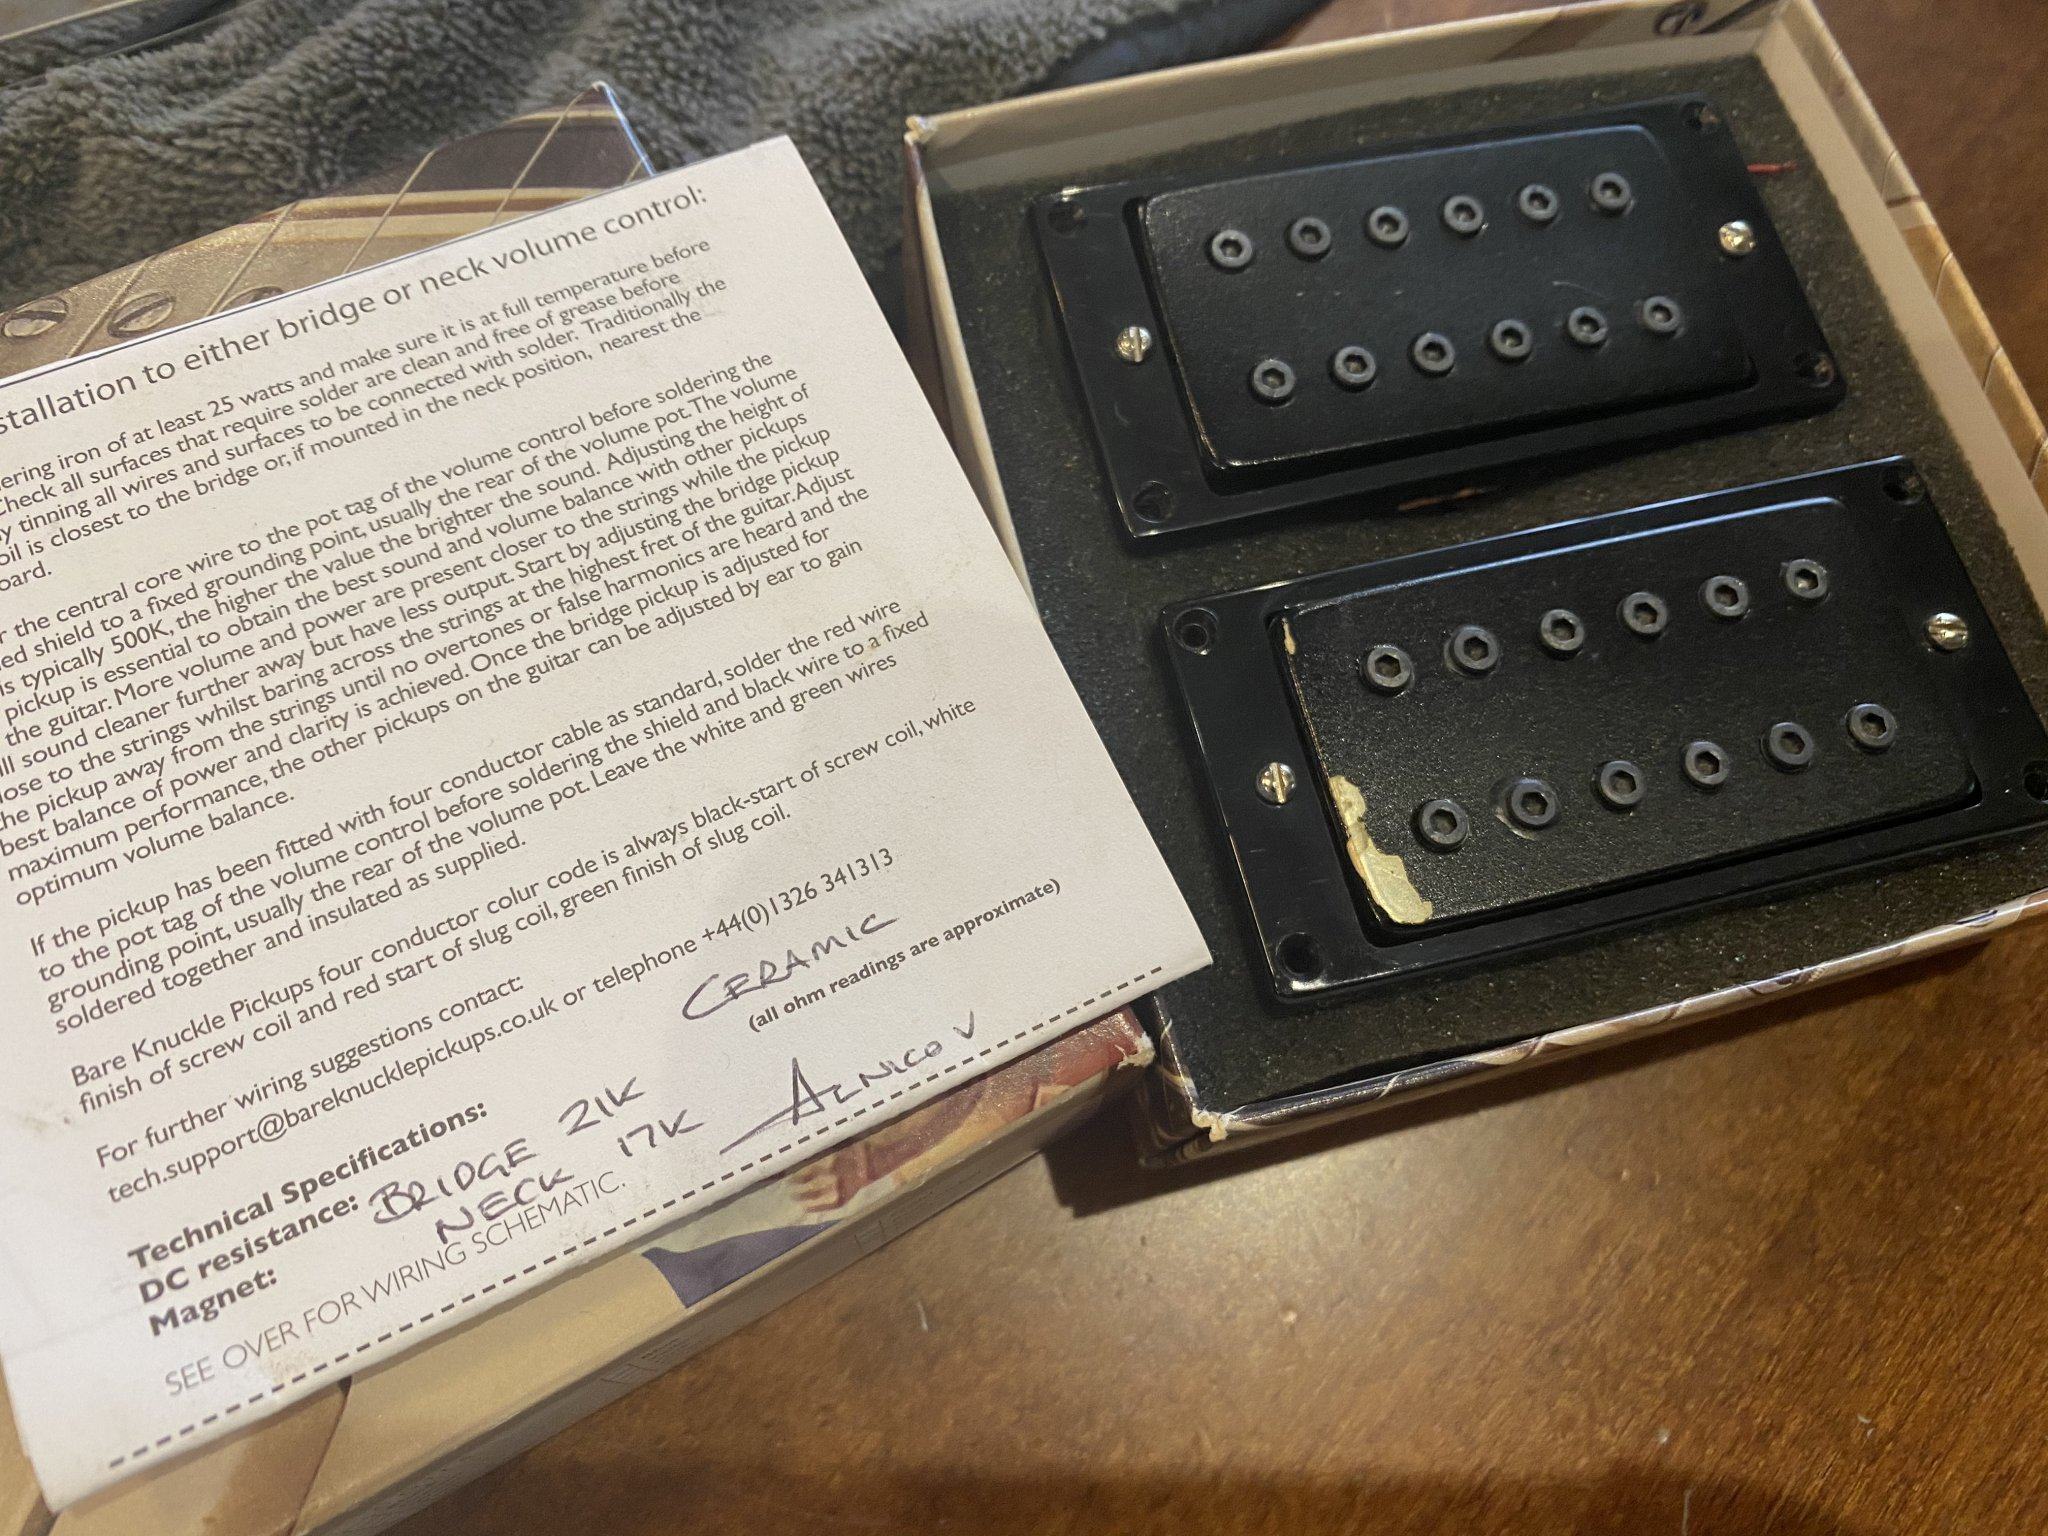 stallation to either bridge or neck volume control:
ering iron of at least 25 watts and make sure it is at full temperature before
Check all surfaces that require solder are clean and free of grease before
y tinning all wires and surfaces to be connected with solder. Traditionally the
oil is closest to the bridge or, if mounted in the neck position, nearest the
oard.
r the central core wire to the pot tag of the volume control before soldering the
ed shield to a fixed grounding point, usually the rear of the volume pot. The volume
is typically 500K, the higher the value the brighter the sound. Adjusting the height of
pickup is essential to obtain the best sound and volume balance with other pickups
the guitar. More volume and power are present closer to the strings while the pickup
ll sound cleaner further away but have less output. Start by adjusting the bridge pickup
lose to the strings whilst baring across the strings at the highest fret of the guitar. Adjust
he pickup away from the strings until no overtones or false harmonics are heard and the
best balance of power and clarity is achieved. Once the bridge pickup is adjusted for
maximum performance, the other pickups on the guitar can be adjusted by ear to gain
optimum volume balance.
If the pickup has been fitted with four conductor cable as standard, solder the red wire
to the pot tag of the volume control before soldering the shield and black wire to a fixed
grounding point, usually the rear of the volume pot. Leave the white and green wires
soldered together and insulated as supplied.
Bare Knuckle Pickups four conductor colur code is always black-start of screw coil, white
finish of screw coil and red start of slug coil, green finish of slug coil.
For further wiring suggestions contact:
tech.support@bareknucklepickups.co.uk or telephone +44(0)1326 341313
Technical Specifications:
DC resistance: BRIDGE 21K CERAMIC
(all ohm readings are approximate)
NECK 17K ALNICO V
Magnet:
SEE OVER FOR WIRING SCHEMATIC.